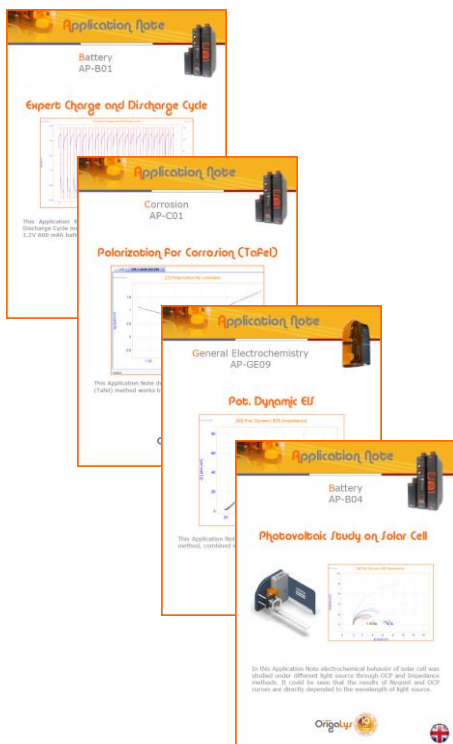 Application Note
Battery
AP-B01
Expert Charge and Discharge Cycle
This Application N
Discharge Cycle me
1.2V 600 mAh batt
Application Note
Corrosion
AP-C01
Polarization For Corrosion (Tafel)
This Application Note de
(Tafel) method works i
Application Note
General Electrochemistry
AP-GE09
Pot. Dynamic EIS
This Application Not
method, combined w
Application Note
Battery
AP-B04
Photovoltaic Study on Solar Cell
In this Application Note electrochemical behavior of solar cell was
studied under different light source through OCP and Impedance
methods. It could be seen that the results of Nyquist and OCP
curves are directly depended to the wavelength of light source.
OrigaLys